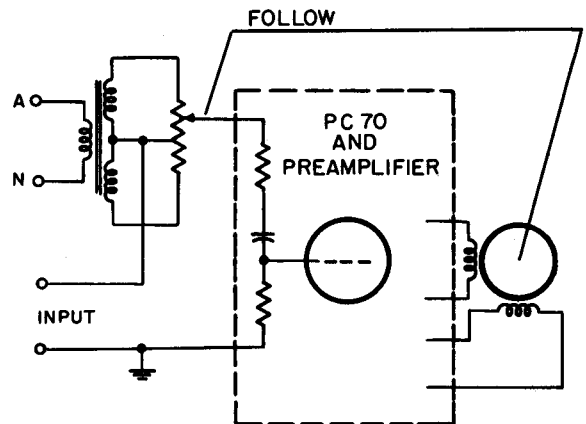 FOLLOW
A
N
PC 70
AND
PREAMPLIFIER
INPUT